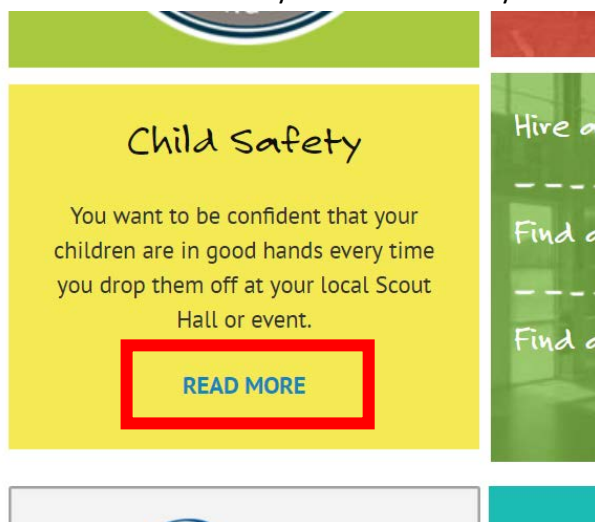 Child Safety
You want to be confident that your
children are in good hands every time
you drop them off at your local Scout
Hall or event.
READ MORE
Hire
Find
Find